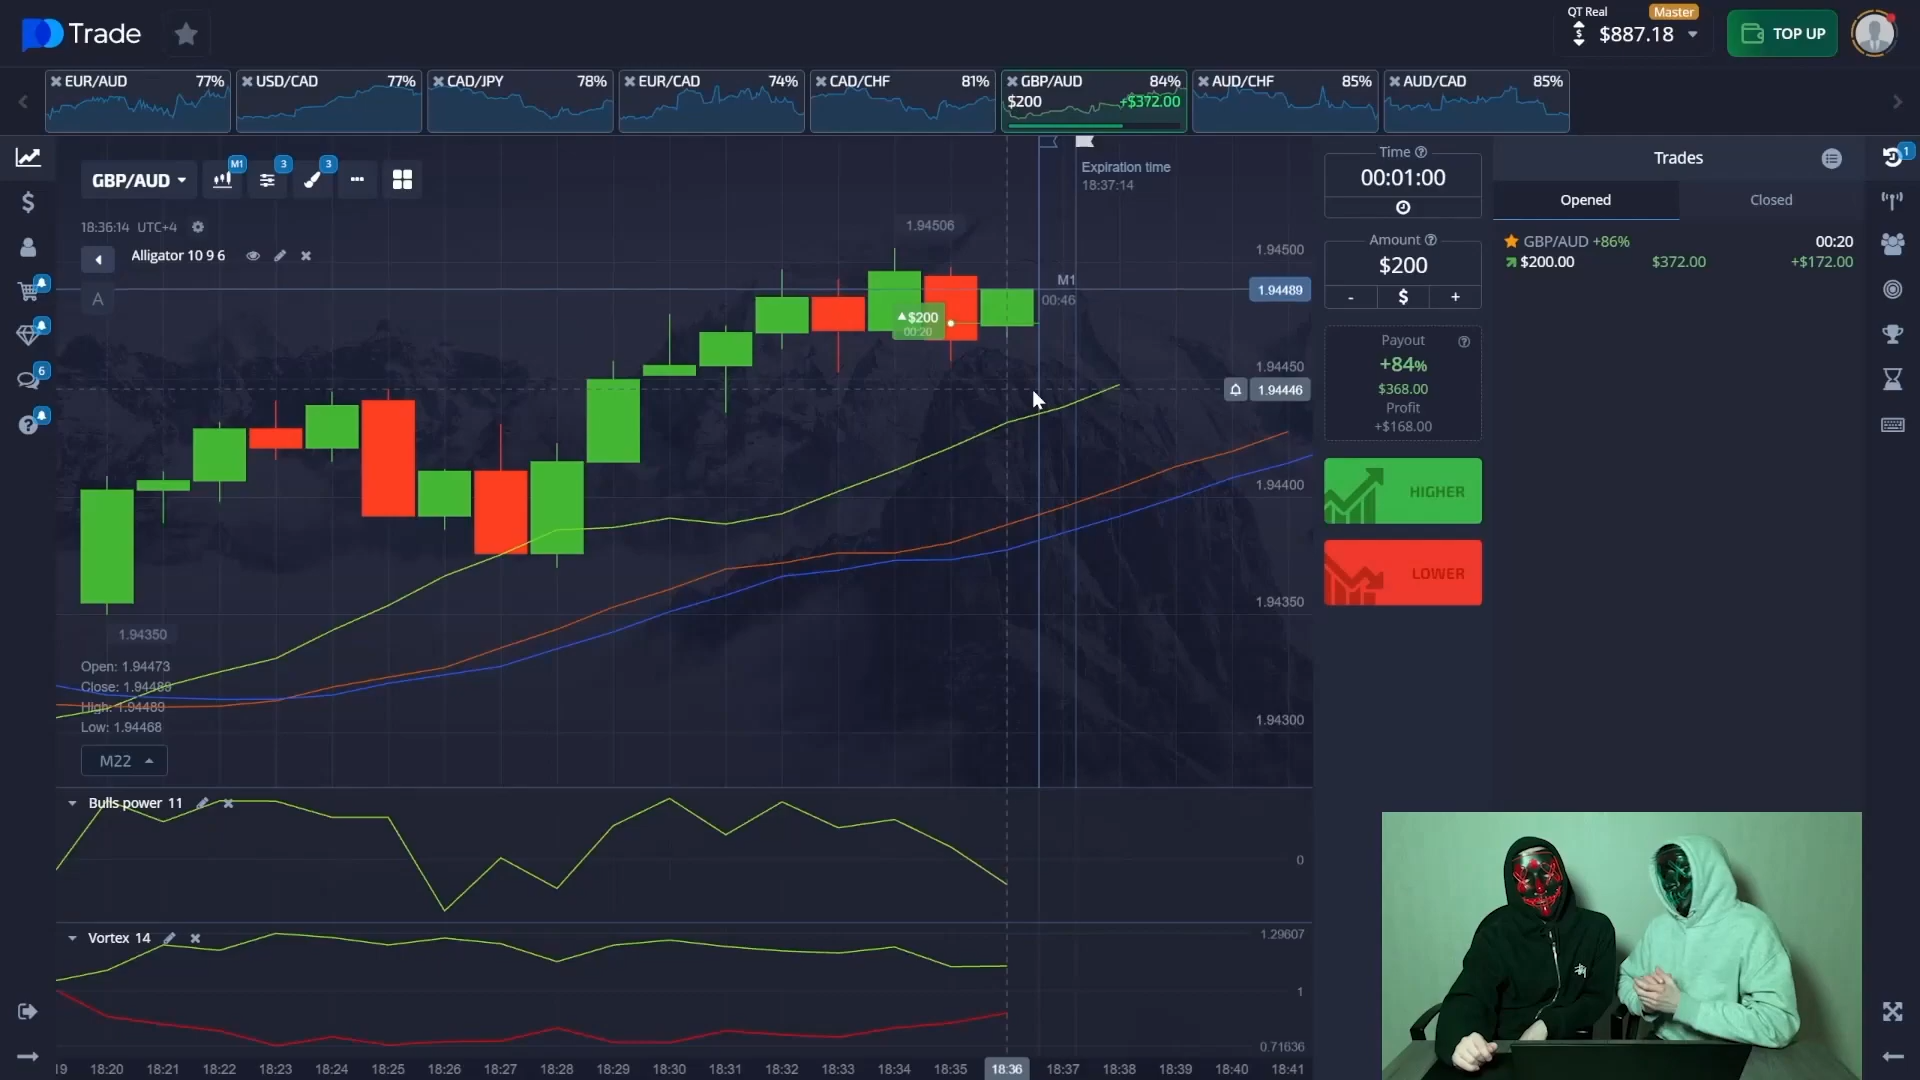 Trade
QT Real
Master
$887.18
TOP UP
EUR/AUD 77%
USD/CAD 77%
CAD/JPY 78%
EUR/CAD 74%
CAD/CHF 81%
GBP/AUD 84%
$200 +$372.00
AUD/CHF 85%
AUD/CAD 85%
GBP/AUD
M1
3
3
18:36:14 UTC+4
Alligator 10 9 6
A
Expiration time
18:37:14
1.94506
1.94500
M1
00:46
1.94489
$200
00:20
1.94450
1.94446
1.94400
1.94350
1.94300
1.94350
Open: 1.94473
Close: 1.94489
High: 1.94489
Low: 1.94468
M22
Bulls power 11
0
Vortex 14
1.29607
1
0.71636
19 18:20 18:21 18:22 18:23 18:24 18:25 18:26 18:27 18:28 18:29 18:30 18:31 18:32 18:33 18:34 18:35 18:36 18:37 18:38 18:39 18:40 18:41
6
Time
00:01:00
Amount
$200
- $ +
Payout
+84%
$368.00
Profit
+$168.00
HIGHER
LOWER
Trades
1
Opened
Closed
GBP/AUD +86% 00:20
$200.00 $372.00 +$172.00